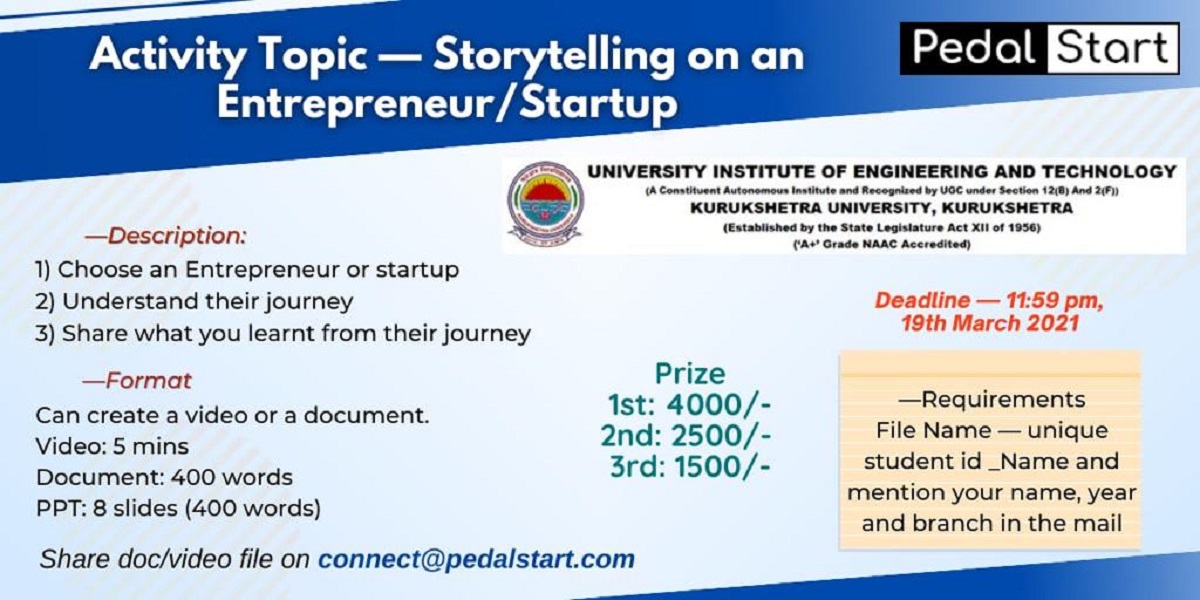 Activity Topic — Storytelling on an
Entrepreneur/Startup
Pedal Start
UNIVERSITY INSTITUTE OF ENGINEERING AND TECHNOLOGY
(A Constituent Autonomous Institute and Recognized by UGC under Section 12(B) And 2(F))
KURUKSHETRA UNIVERSITY, KURUKSHETRA
(Established by the State Legislature Act XII of 1956)
('A+' Grade NAAC Accredited)
—Description:
1) Choose an Entrepreneur or startup
2) Understand their journey
3) Share what you learnt from their journey
—Format
Can create a video or a document.
Video: 5 mins
Document: 400 words
PPT: 8 slides (400 words)
Share doc/video file on connect@pedalstart.com
Prize
1st: 4000/-
2nd: 2500/-
3rd: 1500/-
Deadline — 11:59 pm,
19th March 2021
—Requirements
File Name — unique
student id _Name and
mention your name, year
and branch in the mail